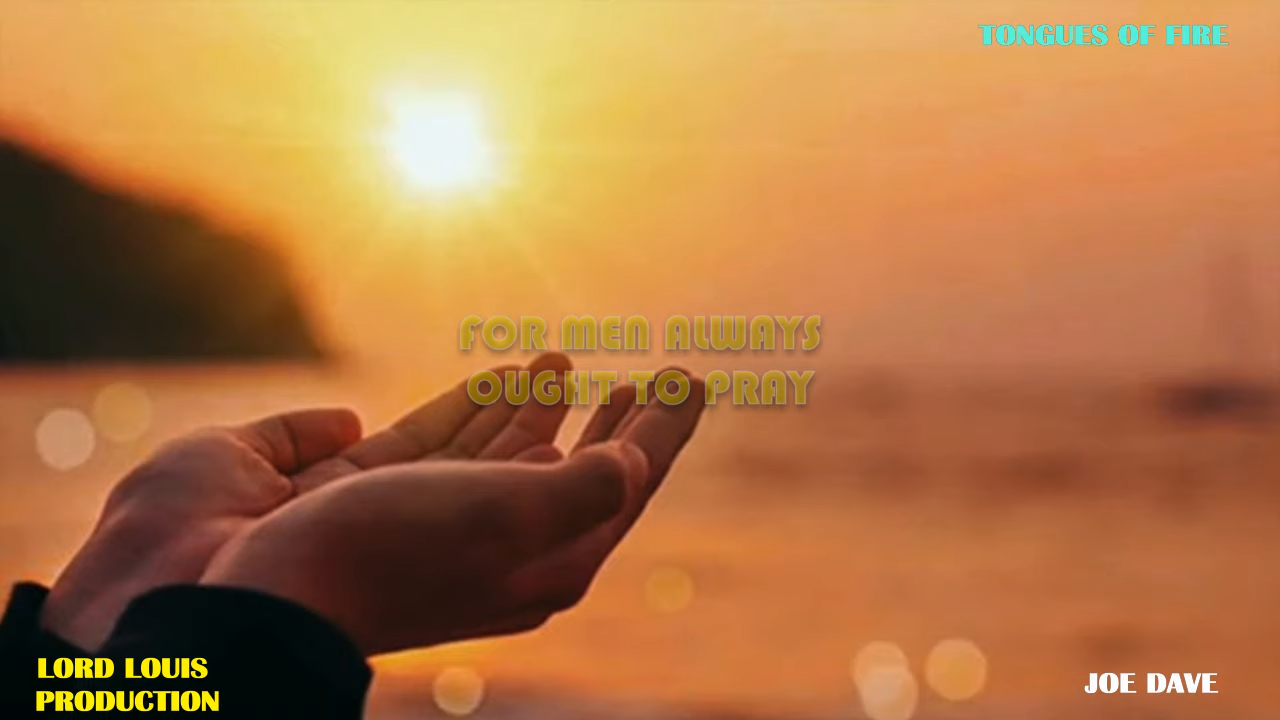 TONGUES OF FIRE
FOR MEN ALWAYS
OUGHT TO PRAY
LORD LOUIS
PRODUCTION
JOE DAVE